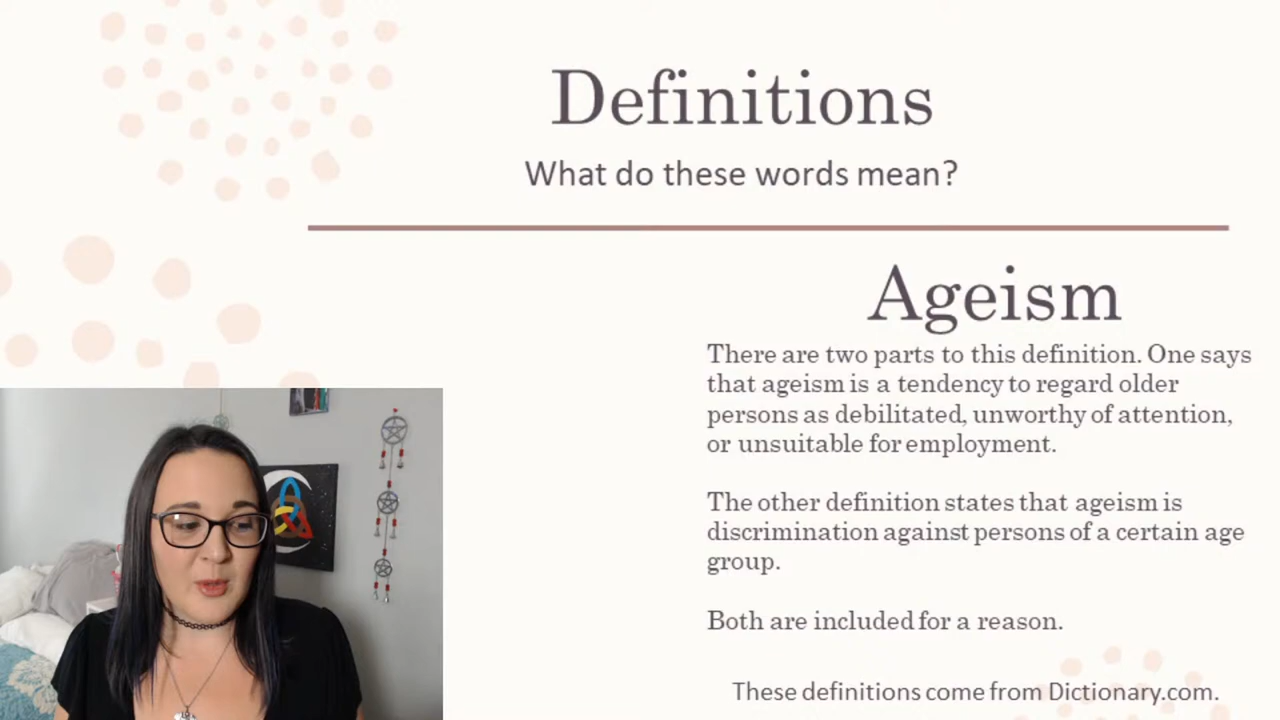 Definitions
What do these words mean?
Ageism
There are two parts to this definition. One says
that ageism is a tendency to regard older
persons as debilitated, unworthy of attention,
or unsuitable for employment.
The other definition states that ageism is
discrimination against persons of a certain age
group.
Both are included for a reason.
These definitions come from Dictionary.com.